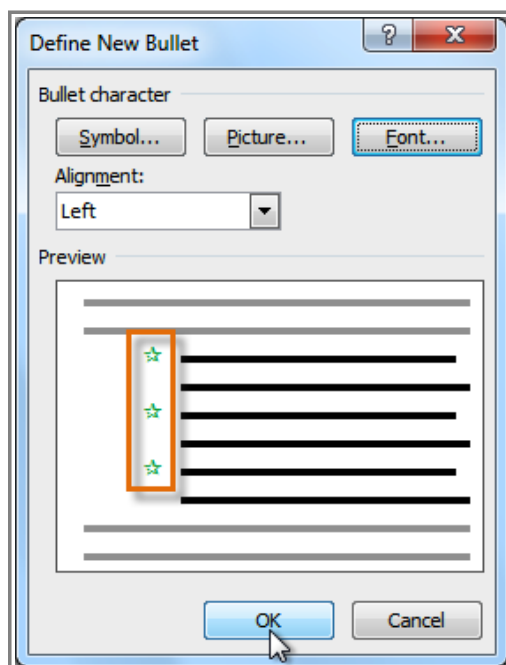 Define New Bullet ? X
Bullet character
Symbol... Picture... Font...
Alignment:
Left
Preview
OK Cancel